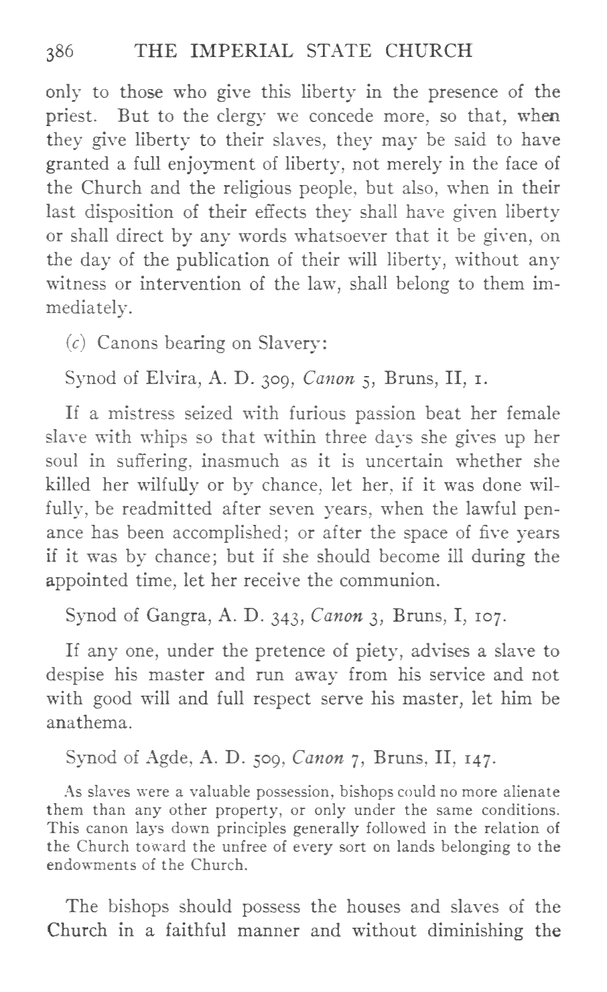 386 THE IMPERIAL STATE CHURCH
only to those who give this liberty in the presence of the
priest. But to the clergy we concede more, so that, when
they give liberty to their slaves, they may be said to have
granted a full enjoyment of liberty, not merely in the face of
the Church and the religious people, but also, when in their
last disposition of their effects they shall have given liberty
or shall direct by any words whatsoever that it be given, on
the day of the publication of their will liberty, without any
witness or intervention of the law, shall belong to them im-
mediately.
(c) Canons bearing on Slavery:
Synod of Elvira, A. D. 309, Canon 5, Bruns, II, 1.
If a mistress seized with furious passion beat her female
slave with whips so that within three days she gives up her
soul in suffering, inasmuch as it is uncertain whether she
killed her wilfully or by chance, let her, if it was done wil-
fully, be readmitted after seven years, when the lawful pen-
ance has been accomplished; or after the space of five years
if it was by chance; but if she should become ill during the
appointed time, let her receive the communion.
Synod of Gangra, A. D. 343, Canon 3, Bruns, I, 107.
If any one, under the pretence of piety, advises a slave to
despise his master and run away from his service and not
with good will and full respect serve his master, let him be
anathema.
Synod of Agde, A. D. 509, Canon 7, Bruns, II, 147.
As slaves were a valuable possession, bishops could no more alienate
them than any other property, or only under the same conditions.
This canon lays down principles generally followed in the relation of
the Church toward the unfree of every sort on lands belonging to the
endowments of the Church.
The bishops should possess the houses and slaves of the
Church in a faithful manner and without diminishing the